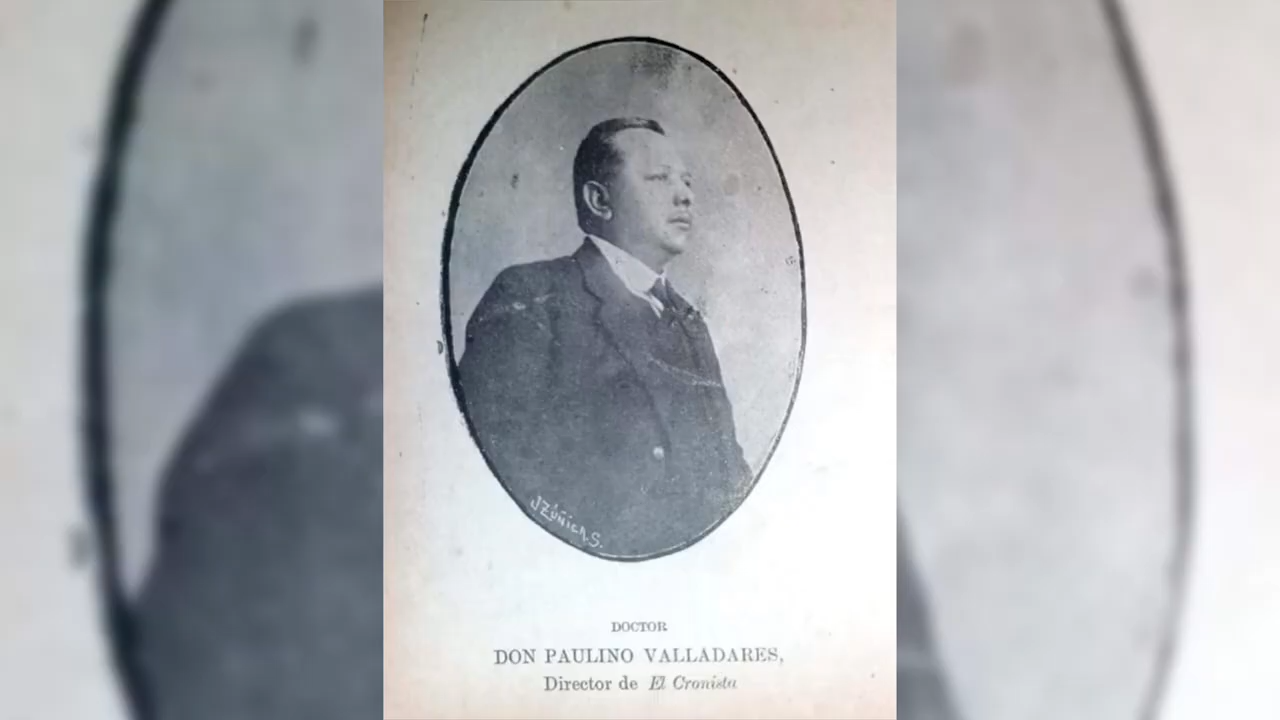 J. ZÚÑIGA. S.
DOCTOR
DON PAULINO VALLADARES,
Director de El Cronista